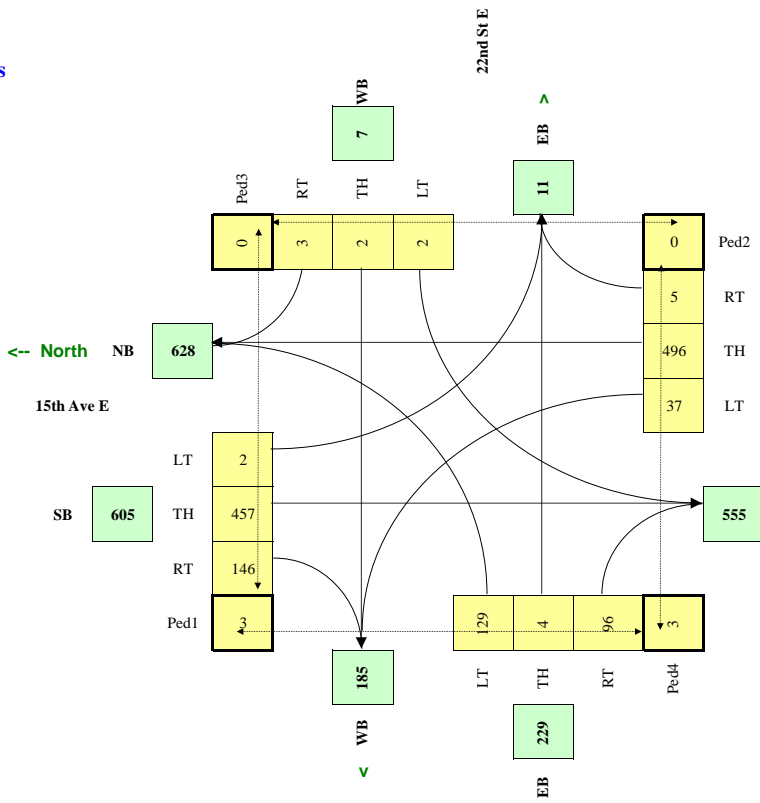 22nd St E
s
WB
>
7
EB
Ped3
RT
TH
LT
11
0
3
2
2
0
Ped2
5
RT
<-- North
NB
628
496
TH
15th Ave E
37
LT
LT
2
SB
605
TH
457
555
RT
146
Ped1
3
129
4
96
3
185
LT
TH
RT
Ped4
WB
229
<
EB